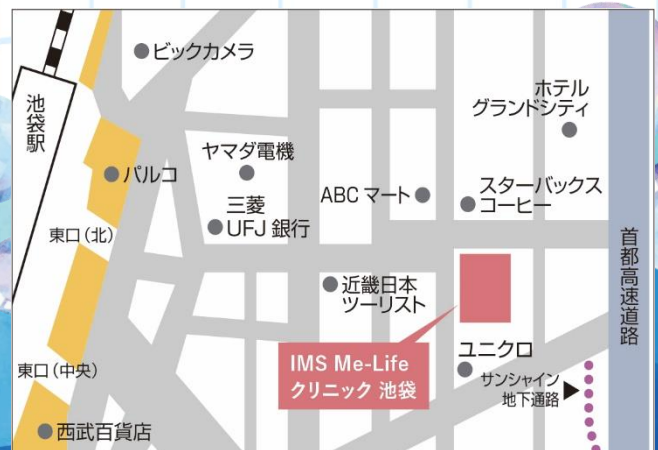 ビックカメラ
池袋駅
ホテル
グランドシティ
ヤマダ電機
パルコ
三菱
UFJ 銀行
ABC マート
スターバックス
コーヒー
東口（北）
首都高速道路
近畿日本
ツーリスト
IMS Me-Life
クリニック 池袋
ユニクロ
サンシャイン
地下通路
東口（中央）
西武百貨店